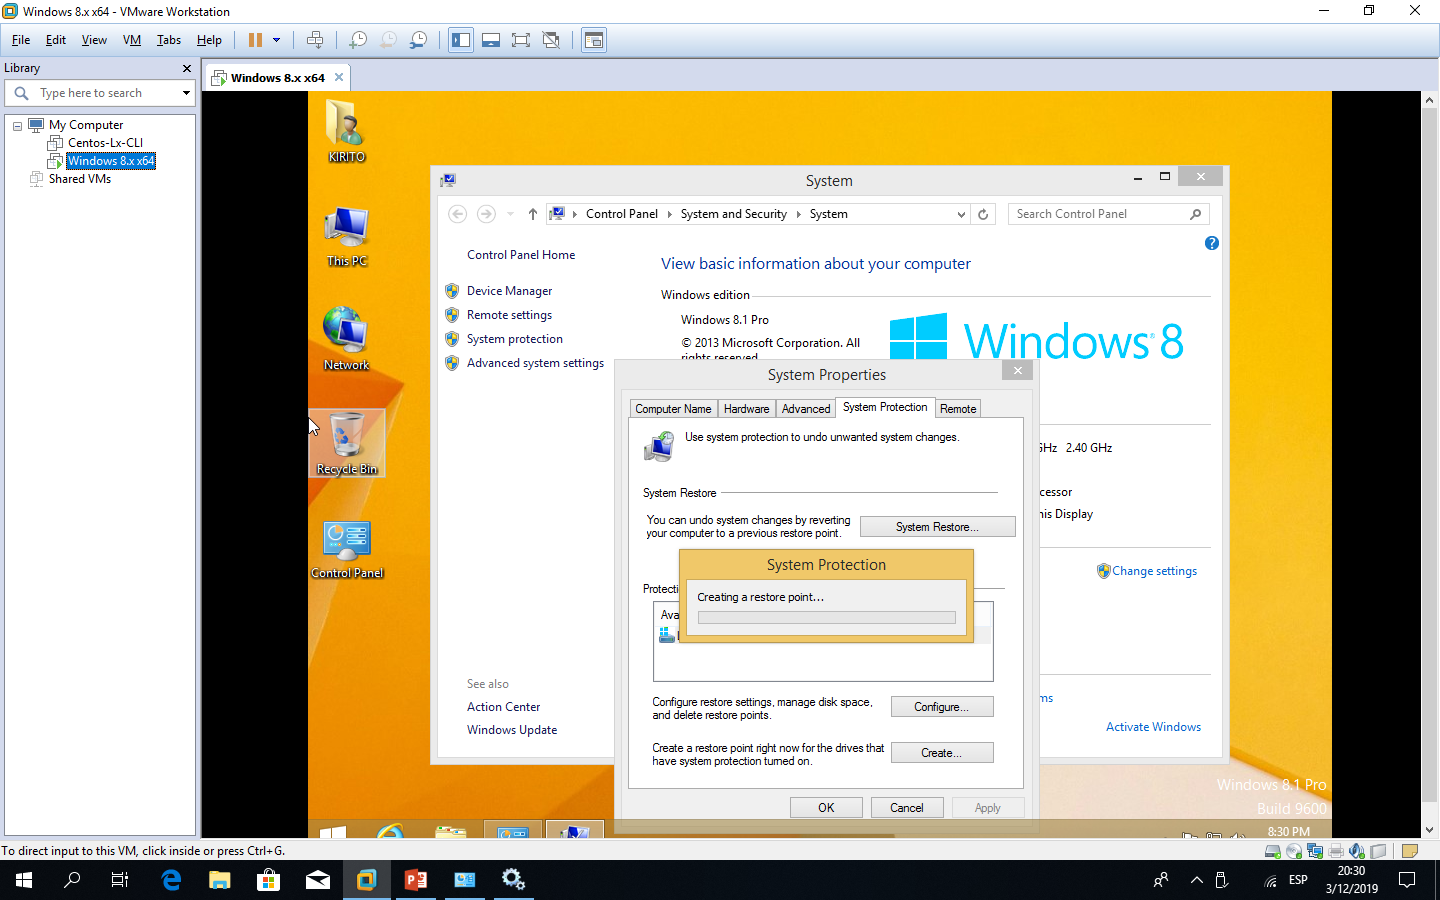 Windows 8.x x64 - VMware Workstation
File Edit View VM Tabs Help
Library
Windows 8.x x64
Type here to search
My Computer
Centos-Lx-CLI
Windows 8.x x64
Shared VMs
KIRITO
This PC
Network
Recycle Bin
Control Panel
System
Control Panel System and Security System
Search Control Panel
Control Panel Home
Device Manager
Remote settings
System protection
Advanced system settings
See also
Action Center
Windows Update
View basic information about your computer
Windows edition
Windows 8.1 Pro
© 2013 Microsoft Corporation. All
rights reserved.
Windows 8
GHz 2.40 GHz
Change settings
Activate Windows
System Properties
Computer Name Hardware Advanced System Protection Remote
Use system protection to undo unwanted system changes.
System Restore
You can undo system changes by reverting
your computer to a previous restore point.
System Restore...
System Protection
Creating a restore point...
Configure restore settings, manage disk space,
and delete restore points.
Configure...
Create a restore point right now for the drives that
have system protection turned on.
Create...
OK Cancel Apply
Windows 8.1 Pro
Build 9600
8:30 PM
To direct input to this VM, click inside or press Ctrl+G.
ESP
20:30
3/12/2019